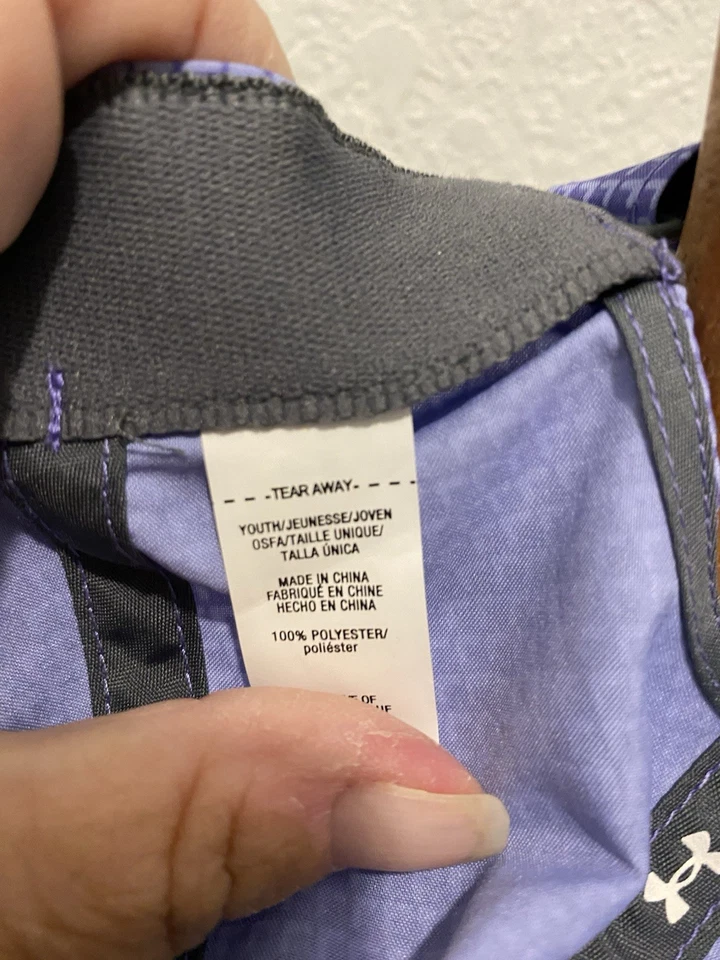 - - -TEAR AWAY- - - -
YOUTH/JEUNESSE/JOVEN
OSFA/TAILLE UNIQUE/
TALLA ÚNICA
MADE IN CHINA
FABRIQUÉ EN CHINE
HECHO EN CHINA
100% POLYESTER/
poliéster
OF